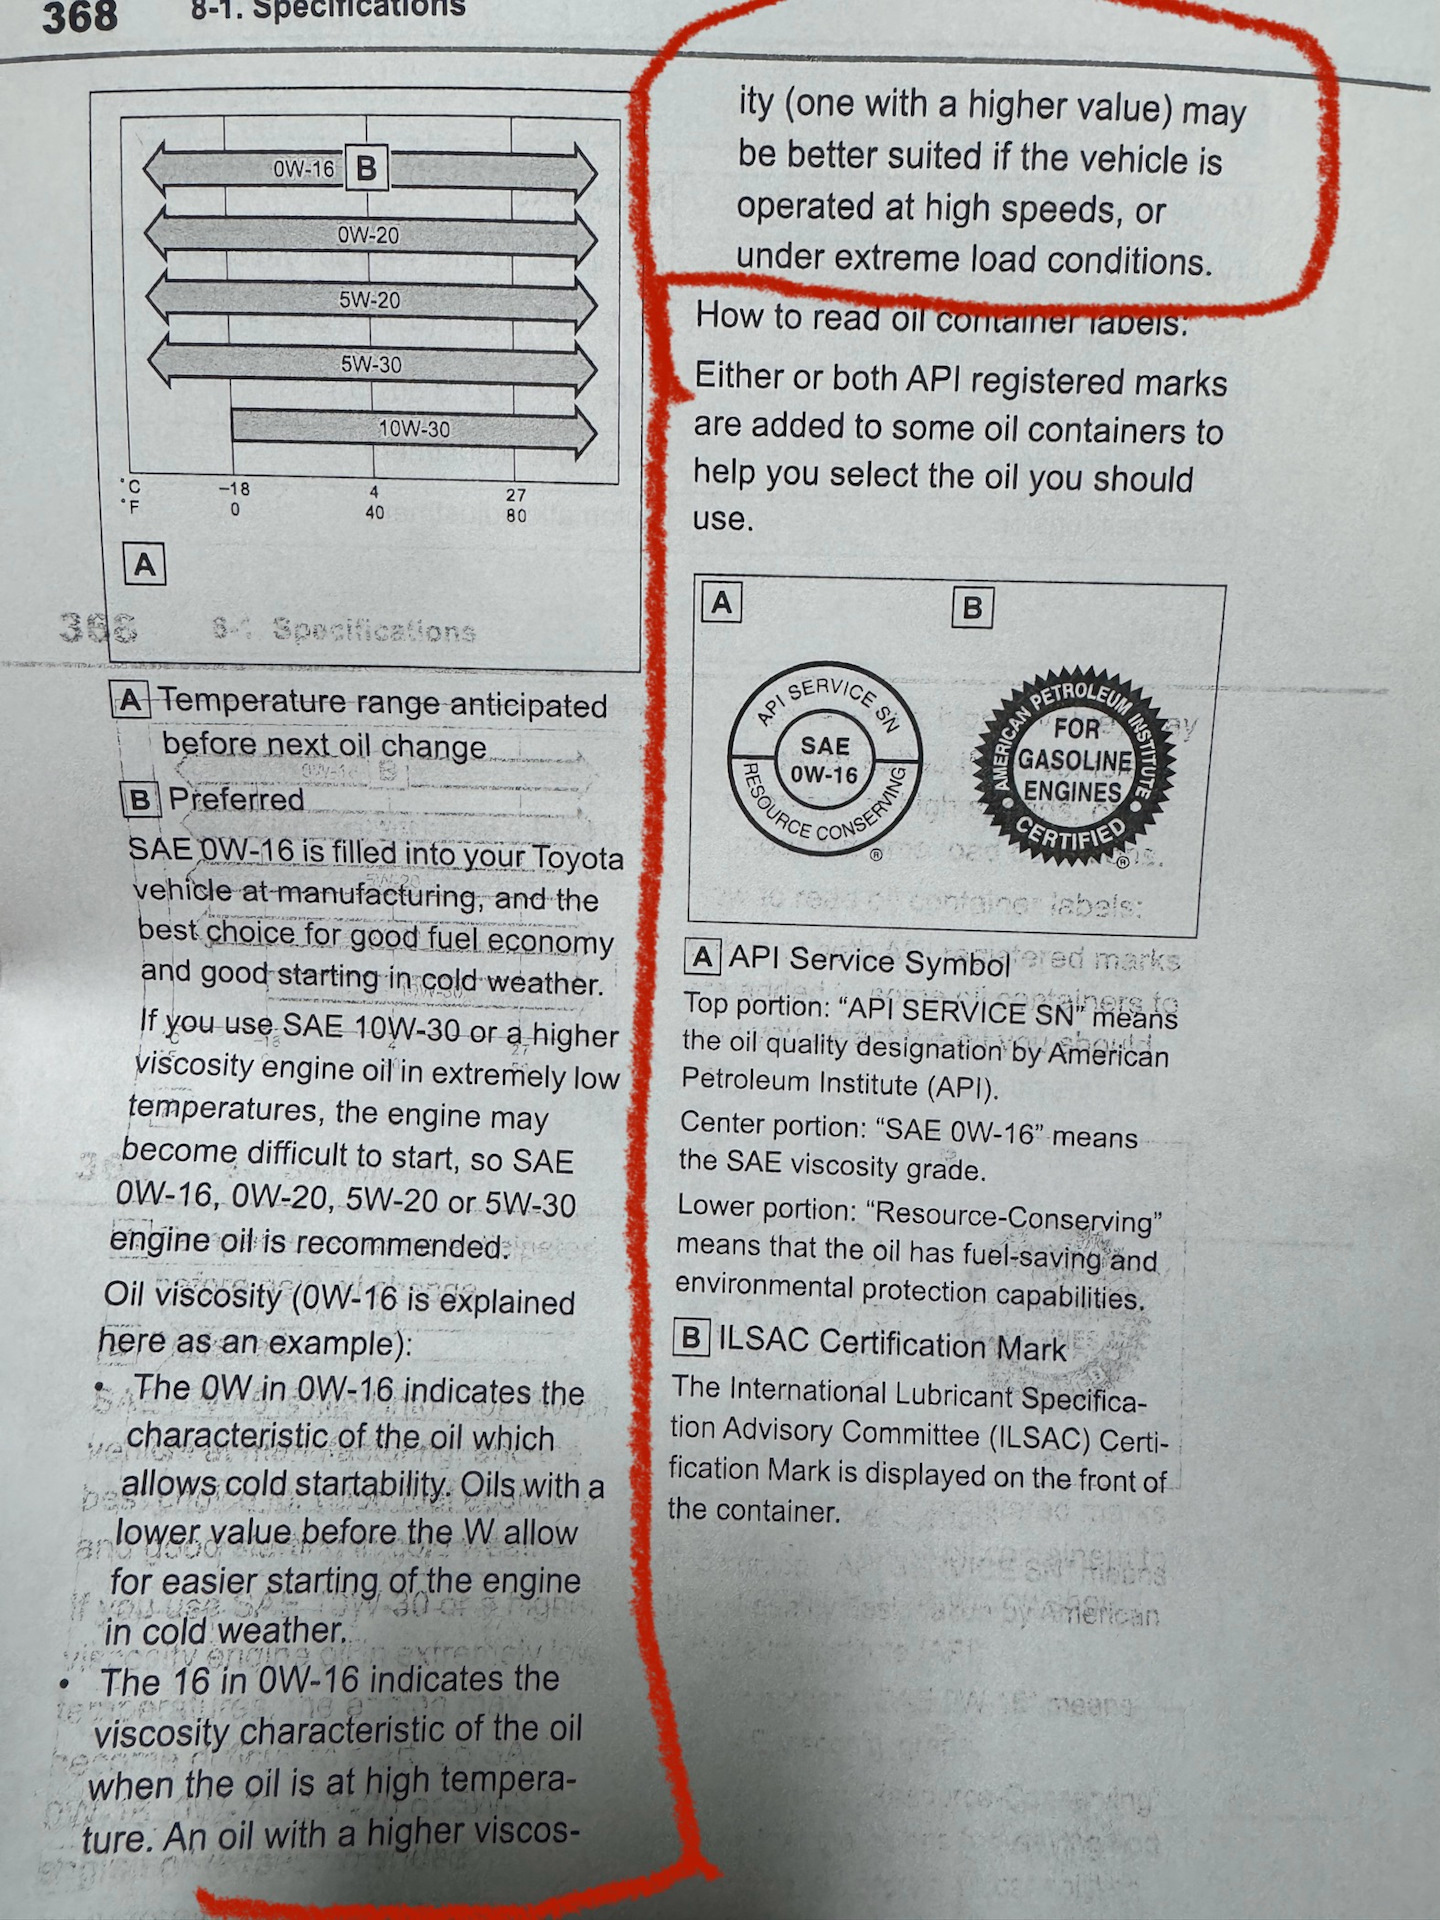 368
8-1. Specifications
0W-16
B
0W-20
5W-20
5W-30
10W-30
°C -18 4 27
°F 0 40 80
A
A Temperature range anticipated
before next oil change
B Preferred
SAE 0W-16 is filled into your Toyota
vehicle at manufacturing, and the
best choice for good fuel economy
and good starting in cold weather.
If you use SAE 10W-30 or a higher
viscosity engine oil in extremely low
temperatures, the engine may
become difficult to start, so SAE
0W-16, 0W-20, 5W-20 or 5W-30
engine oil is recommended.
Oil viscosity (0W-16 is explained
here as an example):
• The 0W in 0W-16 indicates the
characteristic of the oil which
allows cold startability. Oils with a
lower value before the W allow
for easier starting of the engine
in cold weather.
• The 16 in 0W-16 indicates the
viscosity characteristic of the oil
when the oil is at high tempera-
ture. An oil with a higher viscos-
ity (one with a higher value) may
be better suited if the vehicle is
operated at high speeds, or
under extreme load conditions.
How to read oil container labels:
Either or both API registered marks
are added to some oil containers to
help you select the oil you should
use.
A
B
API SERVICE SN
SAE
0W-16
RESOURCE CONSERVING
®
AMERICAN PETROLEUM INSTITUTE
FOR
GASOLINE
ENGINES
CERTIFIED
®
A API Service Symbol
Top portion: “API SERVICE SN” means
the oil quality designation by American
Petroleum Institute (API).
Center portion: “SAE 0W-16” means
the SAE viscosity grade.
Lower portion: “Resource-Conserving”
means that the oil has fuel-saving and
environmental protection capabilities.
B ILSAC Certification Mark
The International Lubricant Specifica-
tion Advisory Committee (ILSAC) Certi-
fication Mark is displayed on the front of
the container.